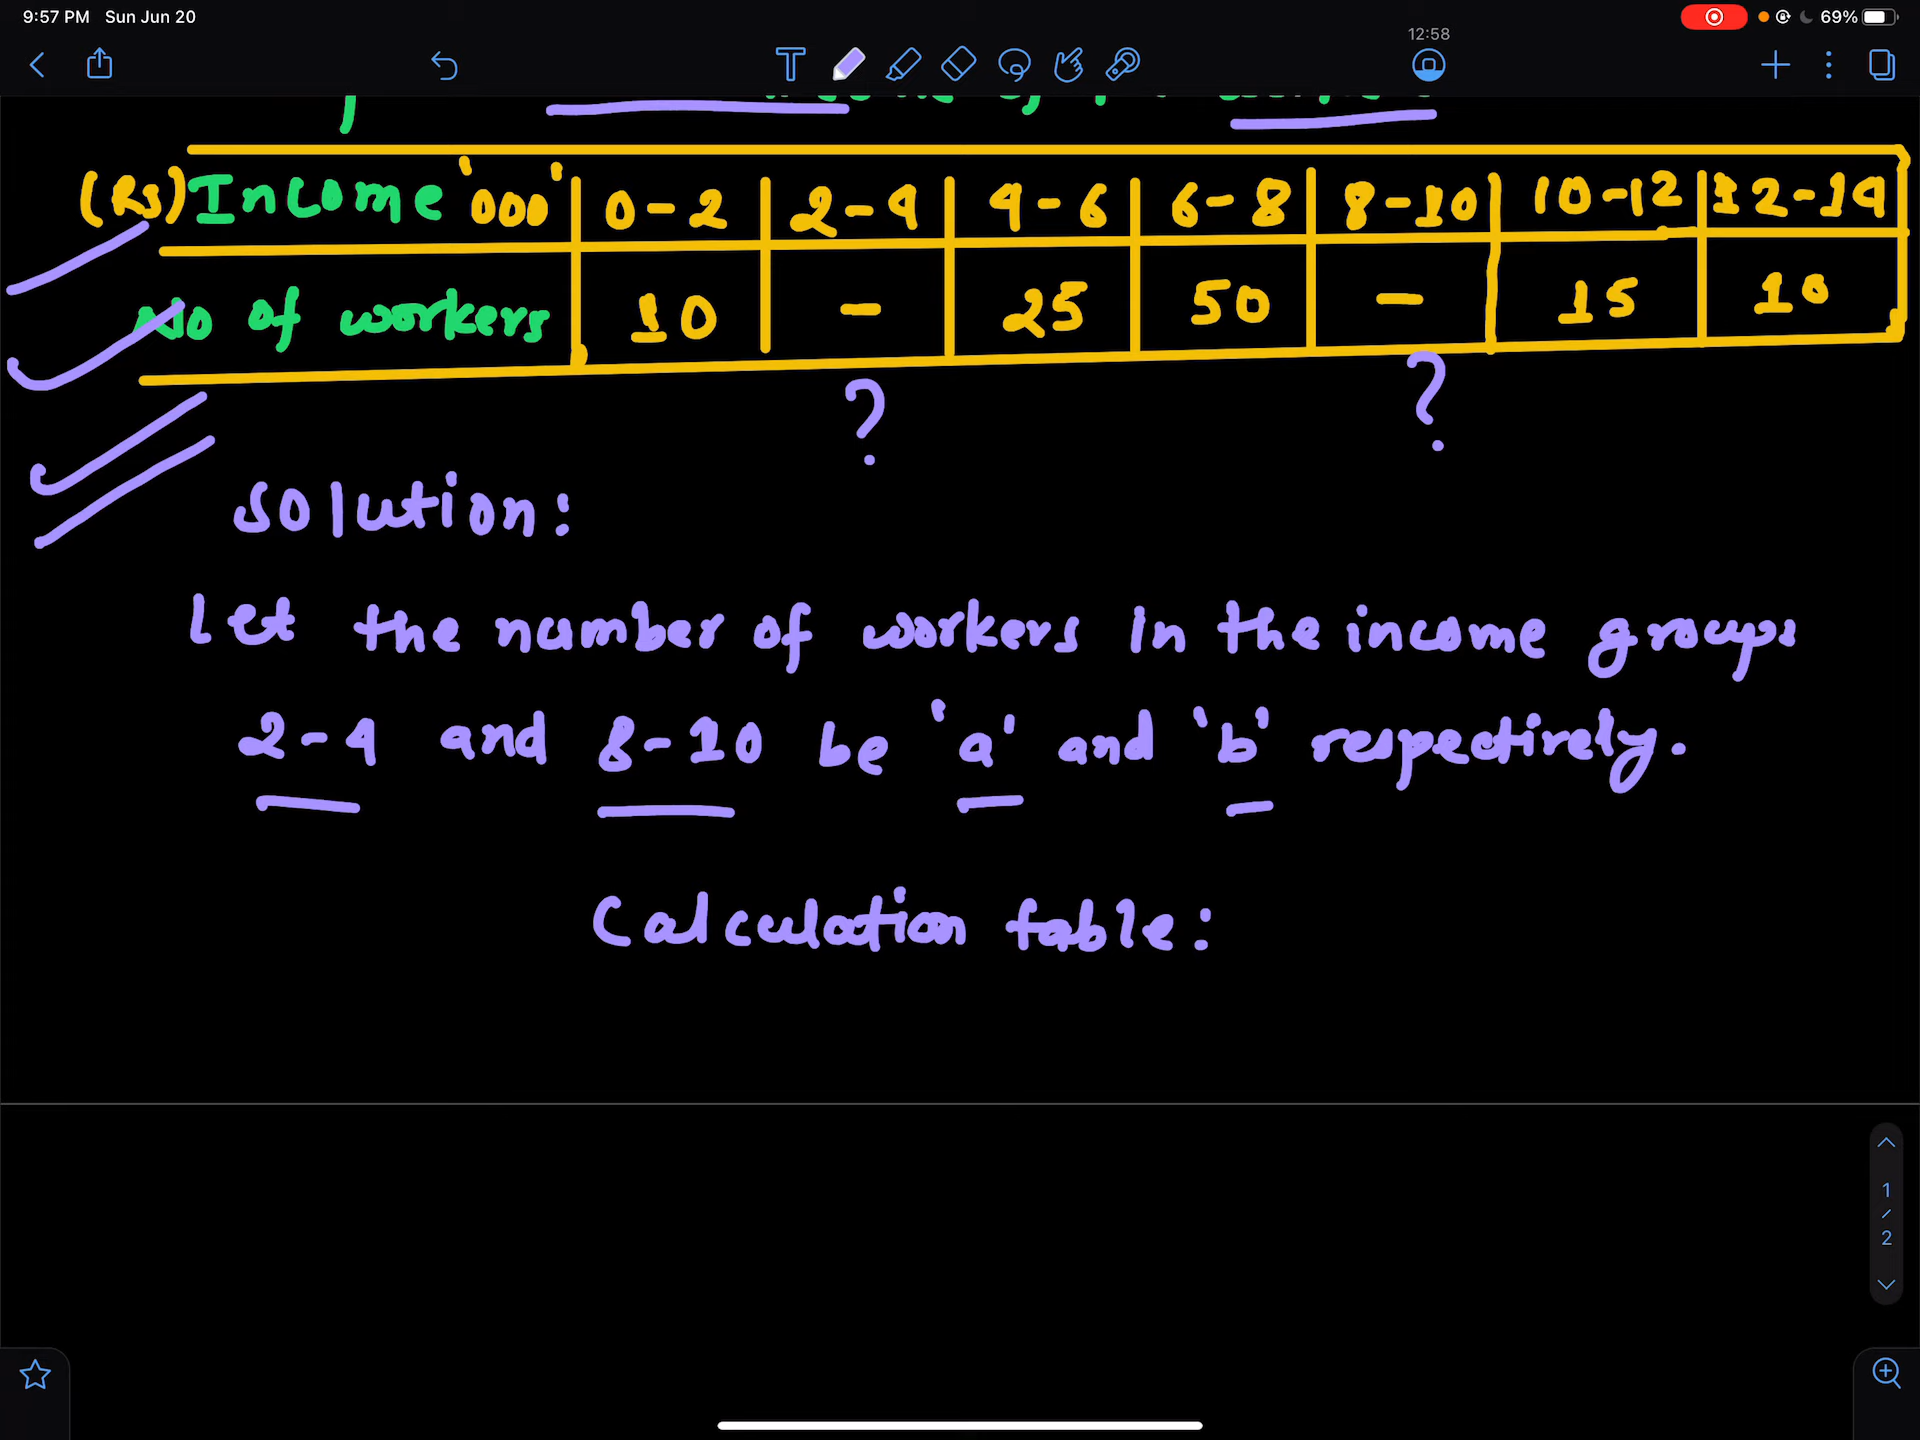 9:57 PM Sun Jun 20
69%
12:58
(Rs) Income '000' 0-2 2-4 4-6 6-8 8-10 10-12 12-14
No of workers 10 - 25 50 - 15 10
? ?
Solution:
Let the number of workers in the income groups
2-4 and 8-10 be 'a' and 'b' respectively.
Calculation table:
1
/
2